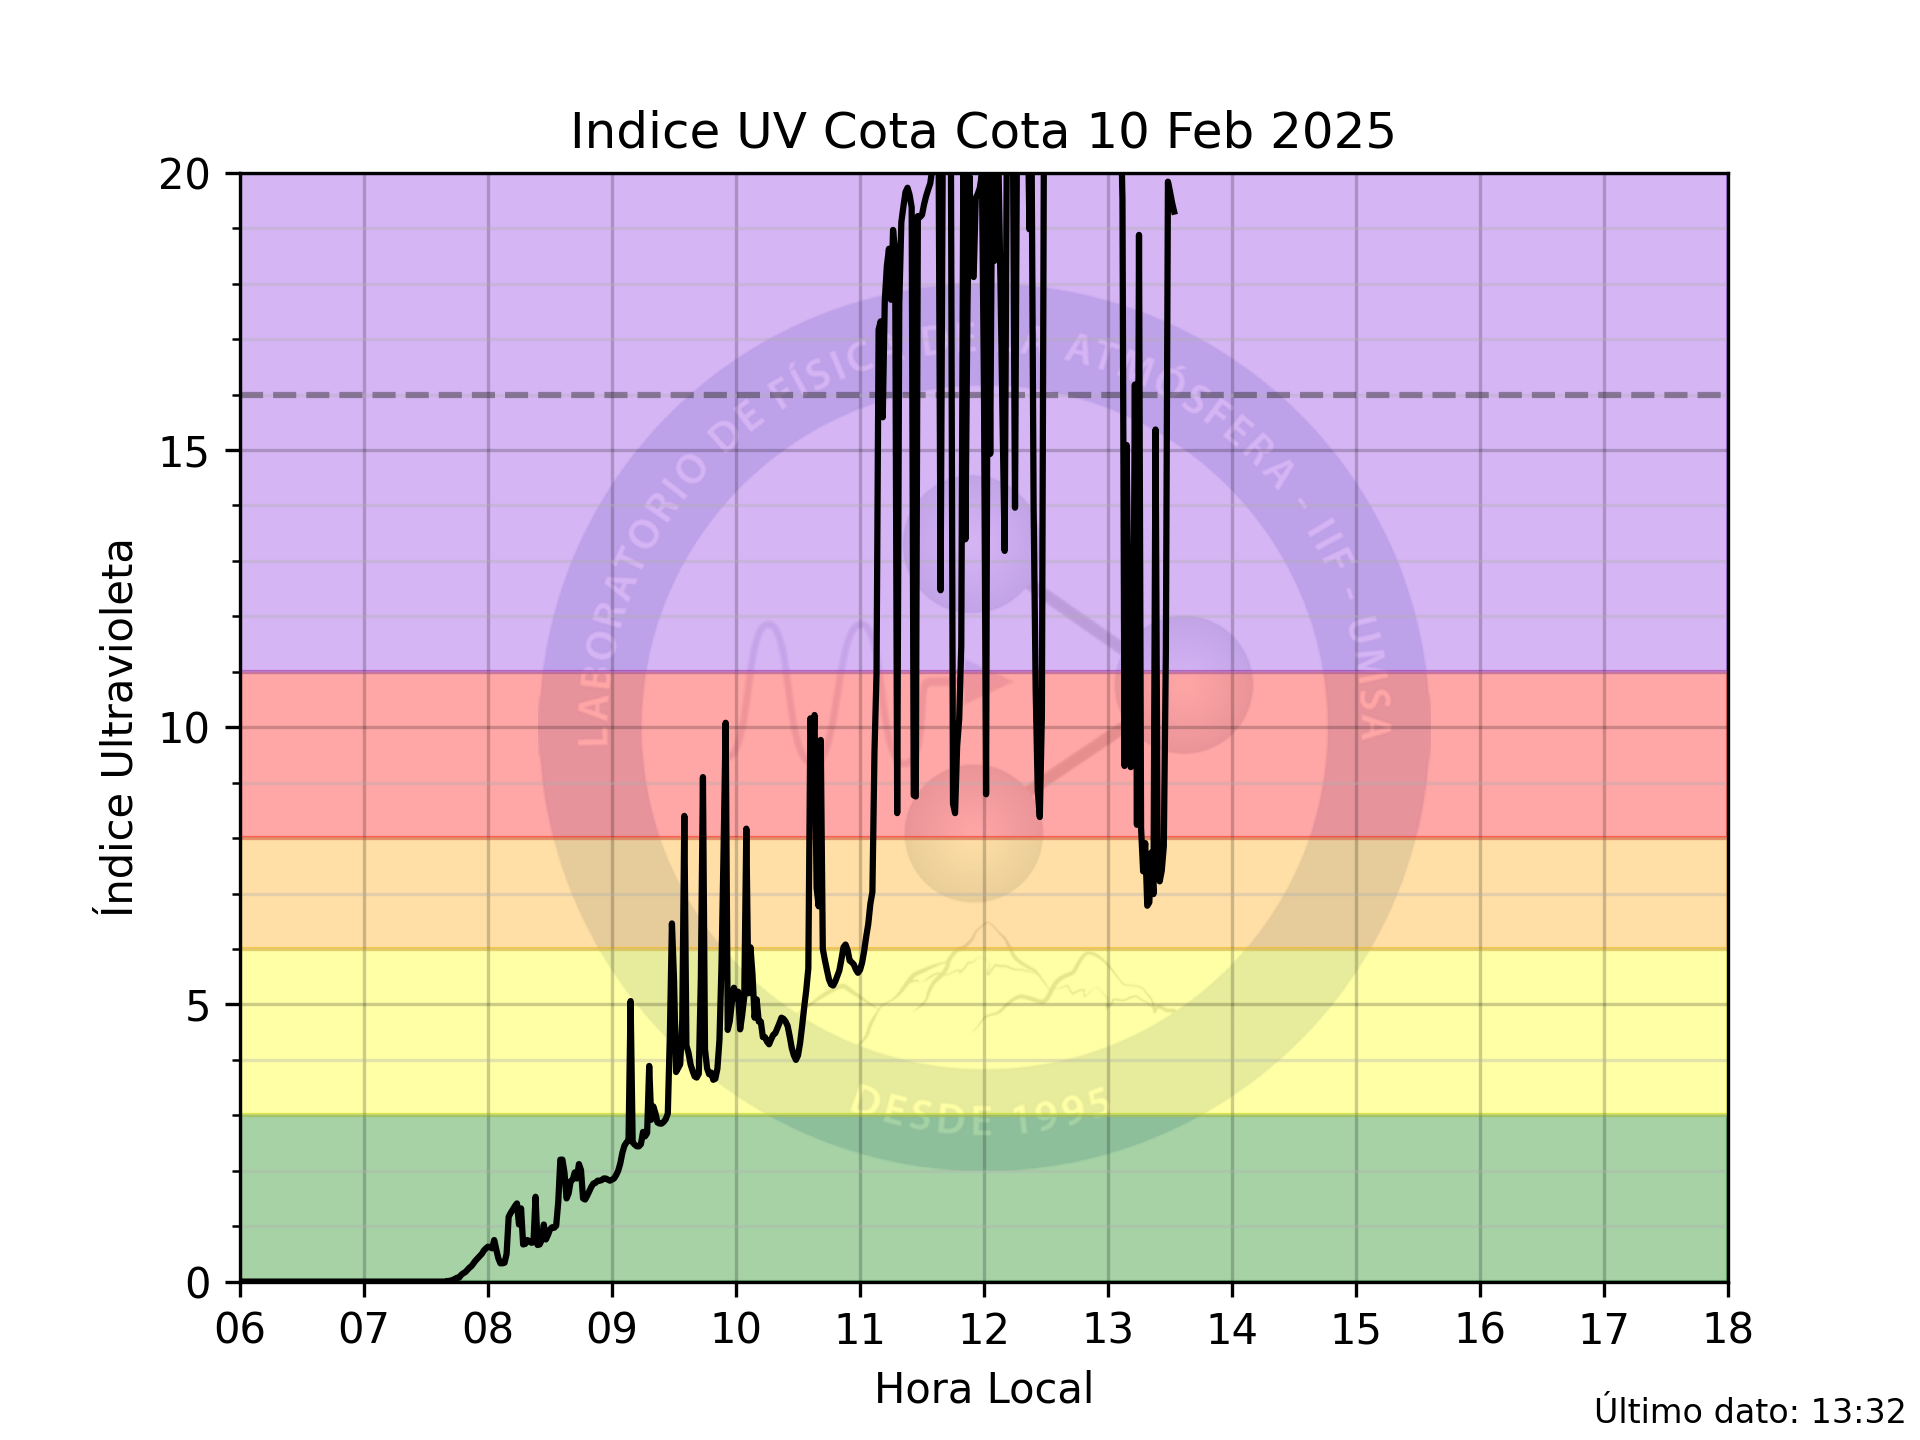 Indice UV Cota Cota 10 Feb 2025
20
15
10
5
0
Índice Ultravioleta
LABORATORIO DE FÍSICA DE LA ATMÓSFERA - IIF - UMSA
DESDE 1995
06 07 08 09 10 11 12 13 14 15 16 17 18
Hora Local
Último dato: 13:32